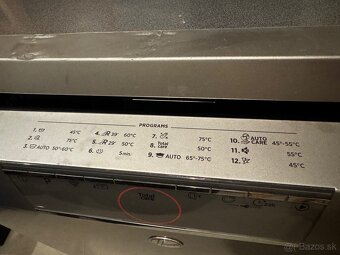 PROGRAMS
1. 45°C
2. 75°C
3. AUTO 50°-60°C
4. 39' 60°C
5. 29' 50°C
6. 5min
7. 75°C
8. Total care 50°C
9. AUTO 65°-75°C
10. AUTO CARE 45°-55°C
11. 55°C
12. 45°C
Total Care
bazos.sk